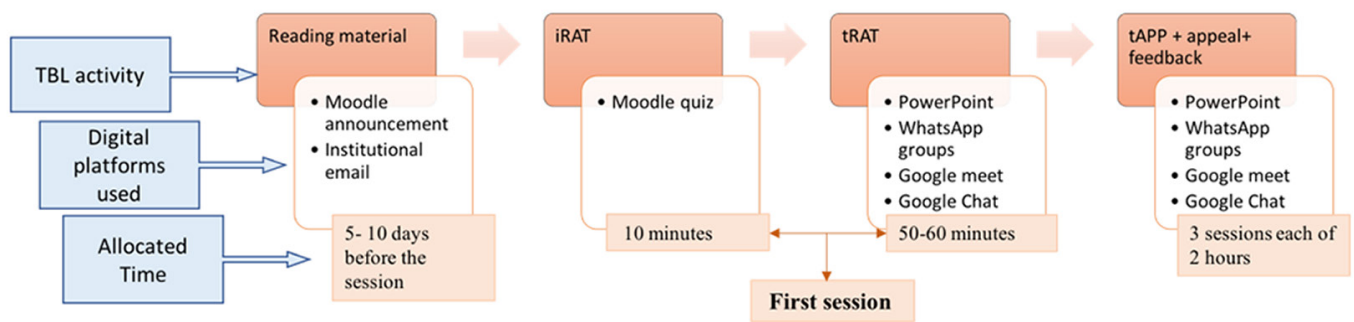 TBL activity
Digital
platforms
used
Allocated
Time
Reading material
• Moodle
announcement
• Institutional
email
5- 10 days
before the
session
iRAT
• Moodle quiz
10 minutes
tRAT
• PowerPoint
• WhatsApp
groups
• Google meet
• Google Chat
50-60 minutes
First session
tAPP + appeal+
feedback
• PowerPoint
• WhatsApp
groups
• Google meet
• Google Chat
3 sessions each of
2 hours